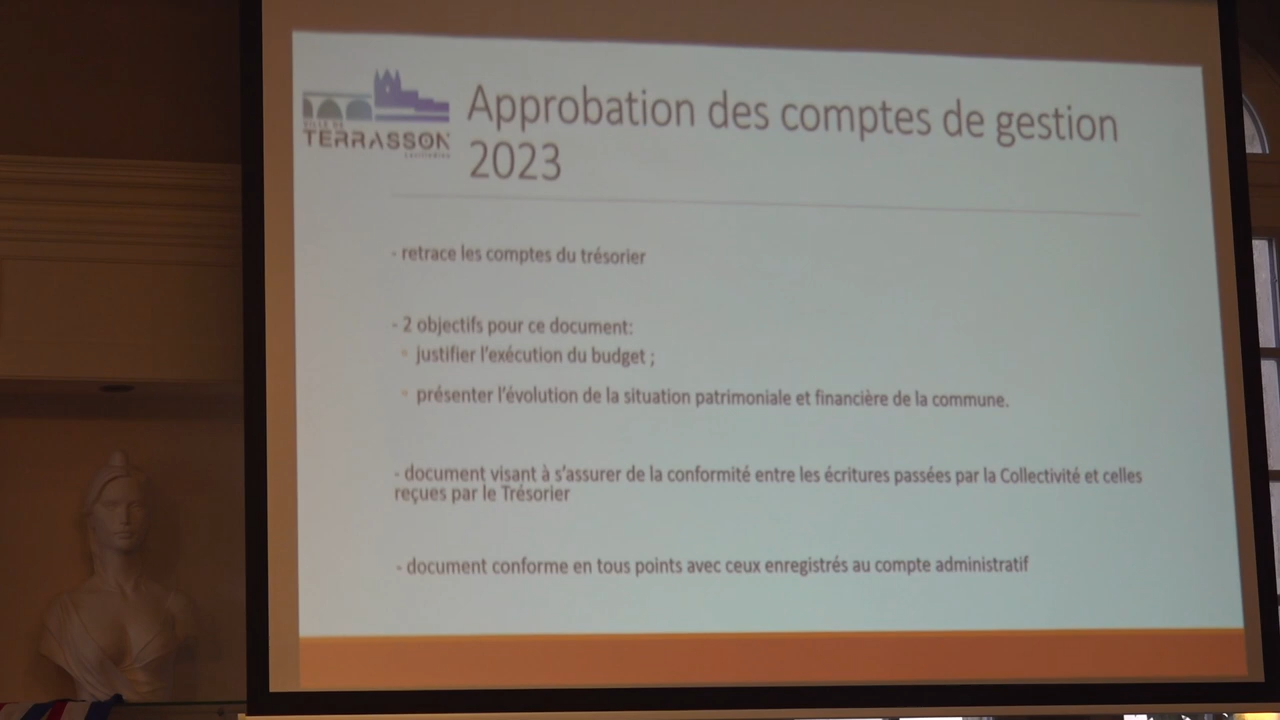 VILLE DE
TERRASSON
Approbation des comptes de gestion
2023
- retrace les comptes du trésorier
- 2 objectifs pour ce document:
justifier l'exécution du budget ;
présenter l'évolution de la situation patrimoniale et financière de la commune.
- document visant à s'assurer de la conformité entre les écritures passées par la Collectivité et celles
reçues par le Trésorier
- document conforme en tous points avec ceux enregistrés au compte administratif